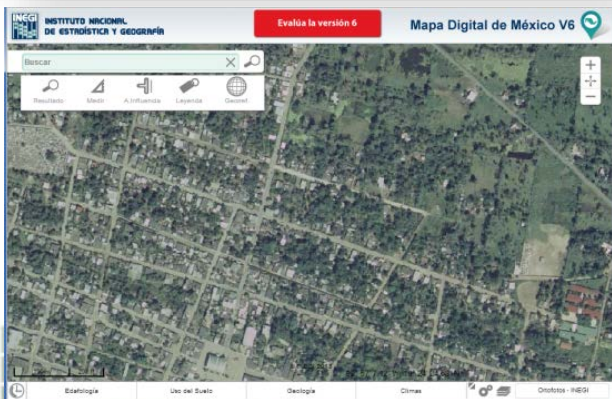 INEGI
INSTITUTO NACIONAL
DE ESTADÍSTICA Y GEOGRAFÍA
Evalúa la versión 6
Mapa Digital de México V6
Buscar
Resultado
Medir
A.Influencia
Leyenda
Georref.
Edafología
Uso del Suelo
Geología
Climas
Ortofotos - INEGI